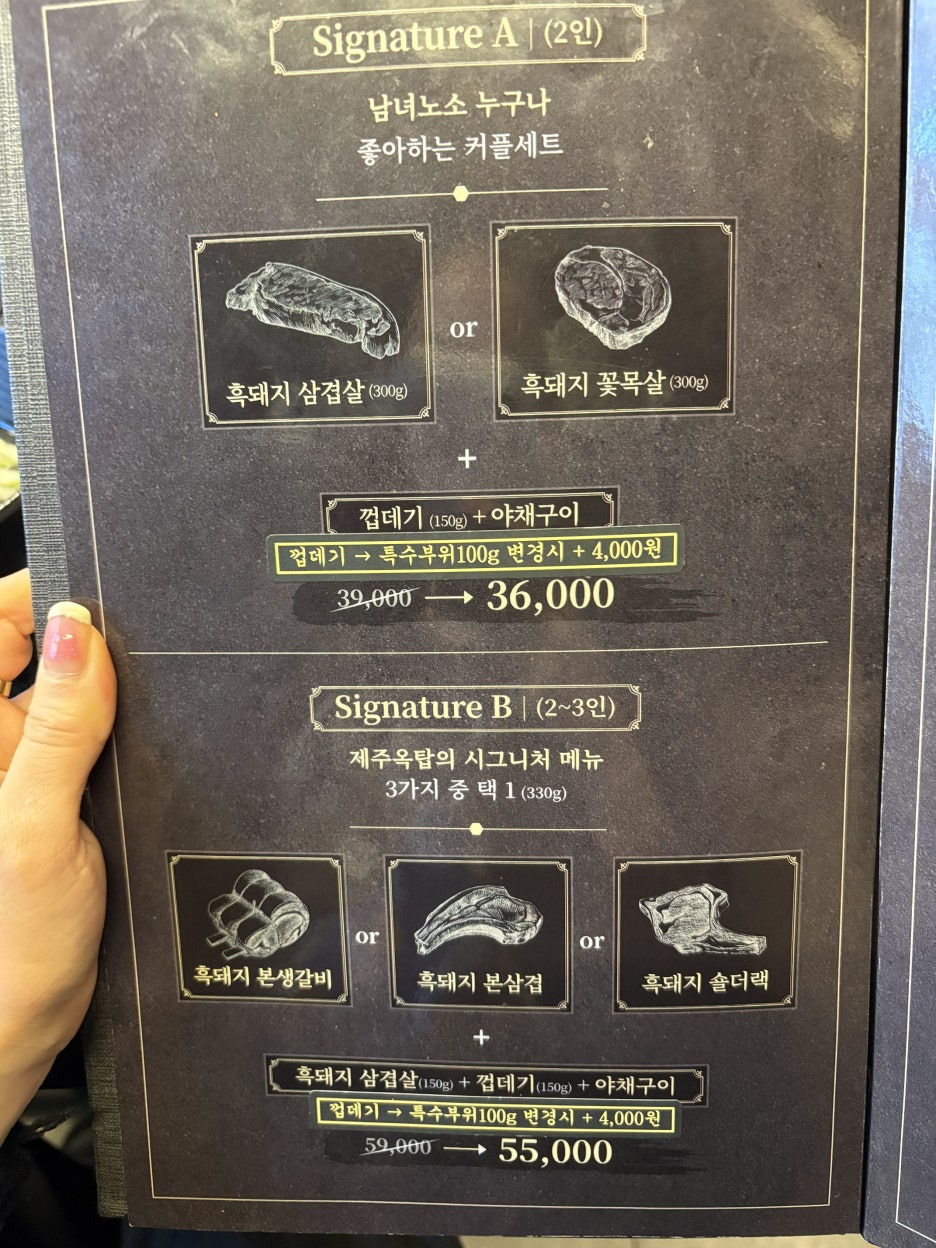 Signature A | (2인)
남녀노소 누구나
좋아하는 커플세트
흑돼지 삼겹살 (300g)
or
흑돼지 꽃목살 (300g)
+
껍데기 (150g) + 야채구이
껍데기 → 특수부위100g 변경시 + 4,000원
39,000 → 36,000
Signature B | (2~3인)
제주옥탑의 시그니처 메뉴
3가지 중 택 1 (330g)
흑돼지 본생갈비
or
흑돼지 본삼겹
or
흑돼지 숄더랙
+
흑돼지 삼겹살(150g) + 껍데기(150g) + 야채구이
껍데기 → 특수부위100g 변경시 + 4,000원
59,000 → 55,000